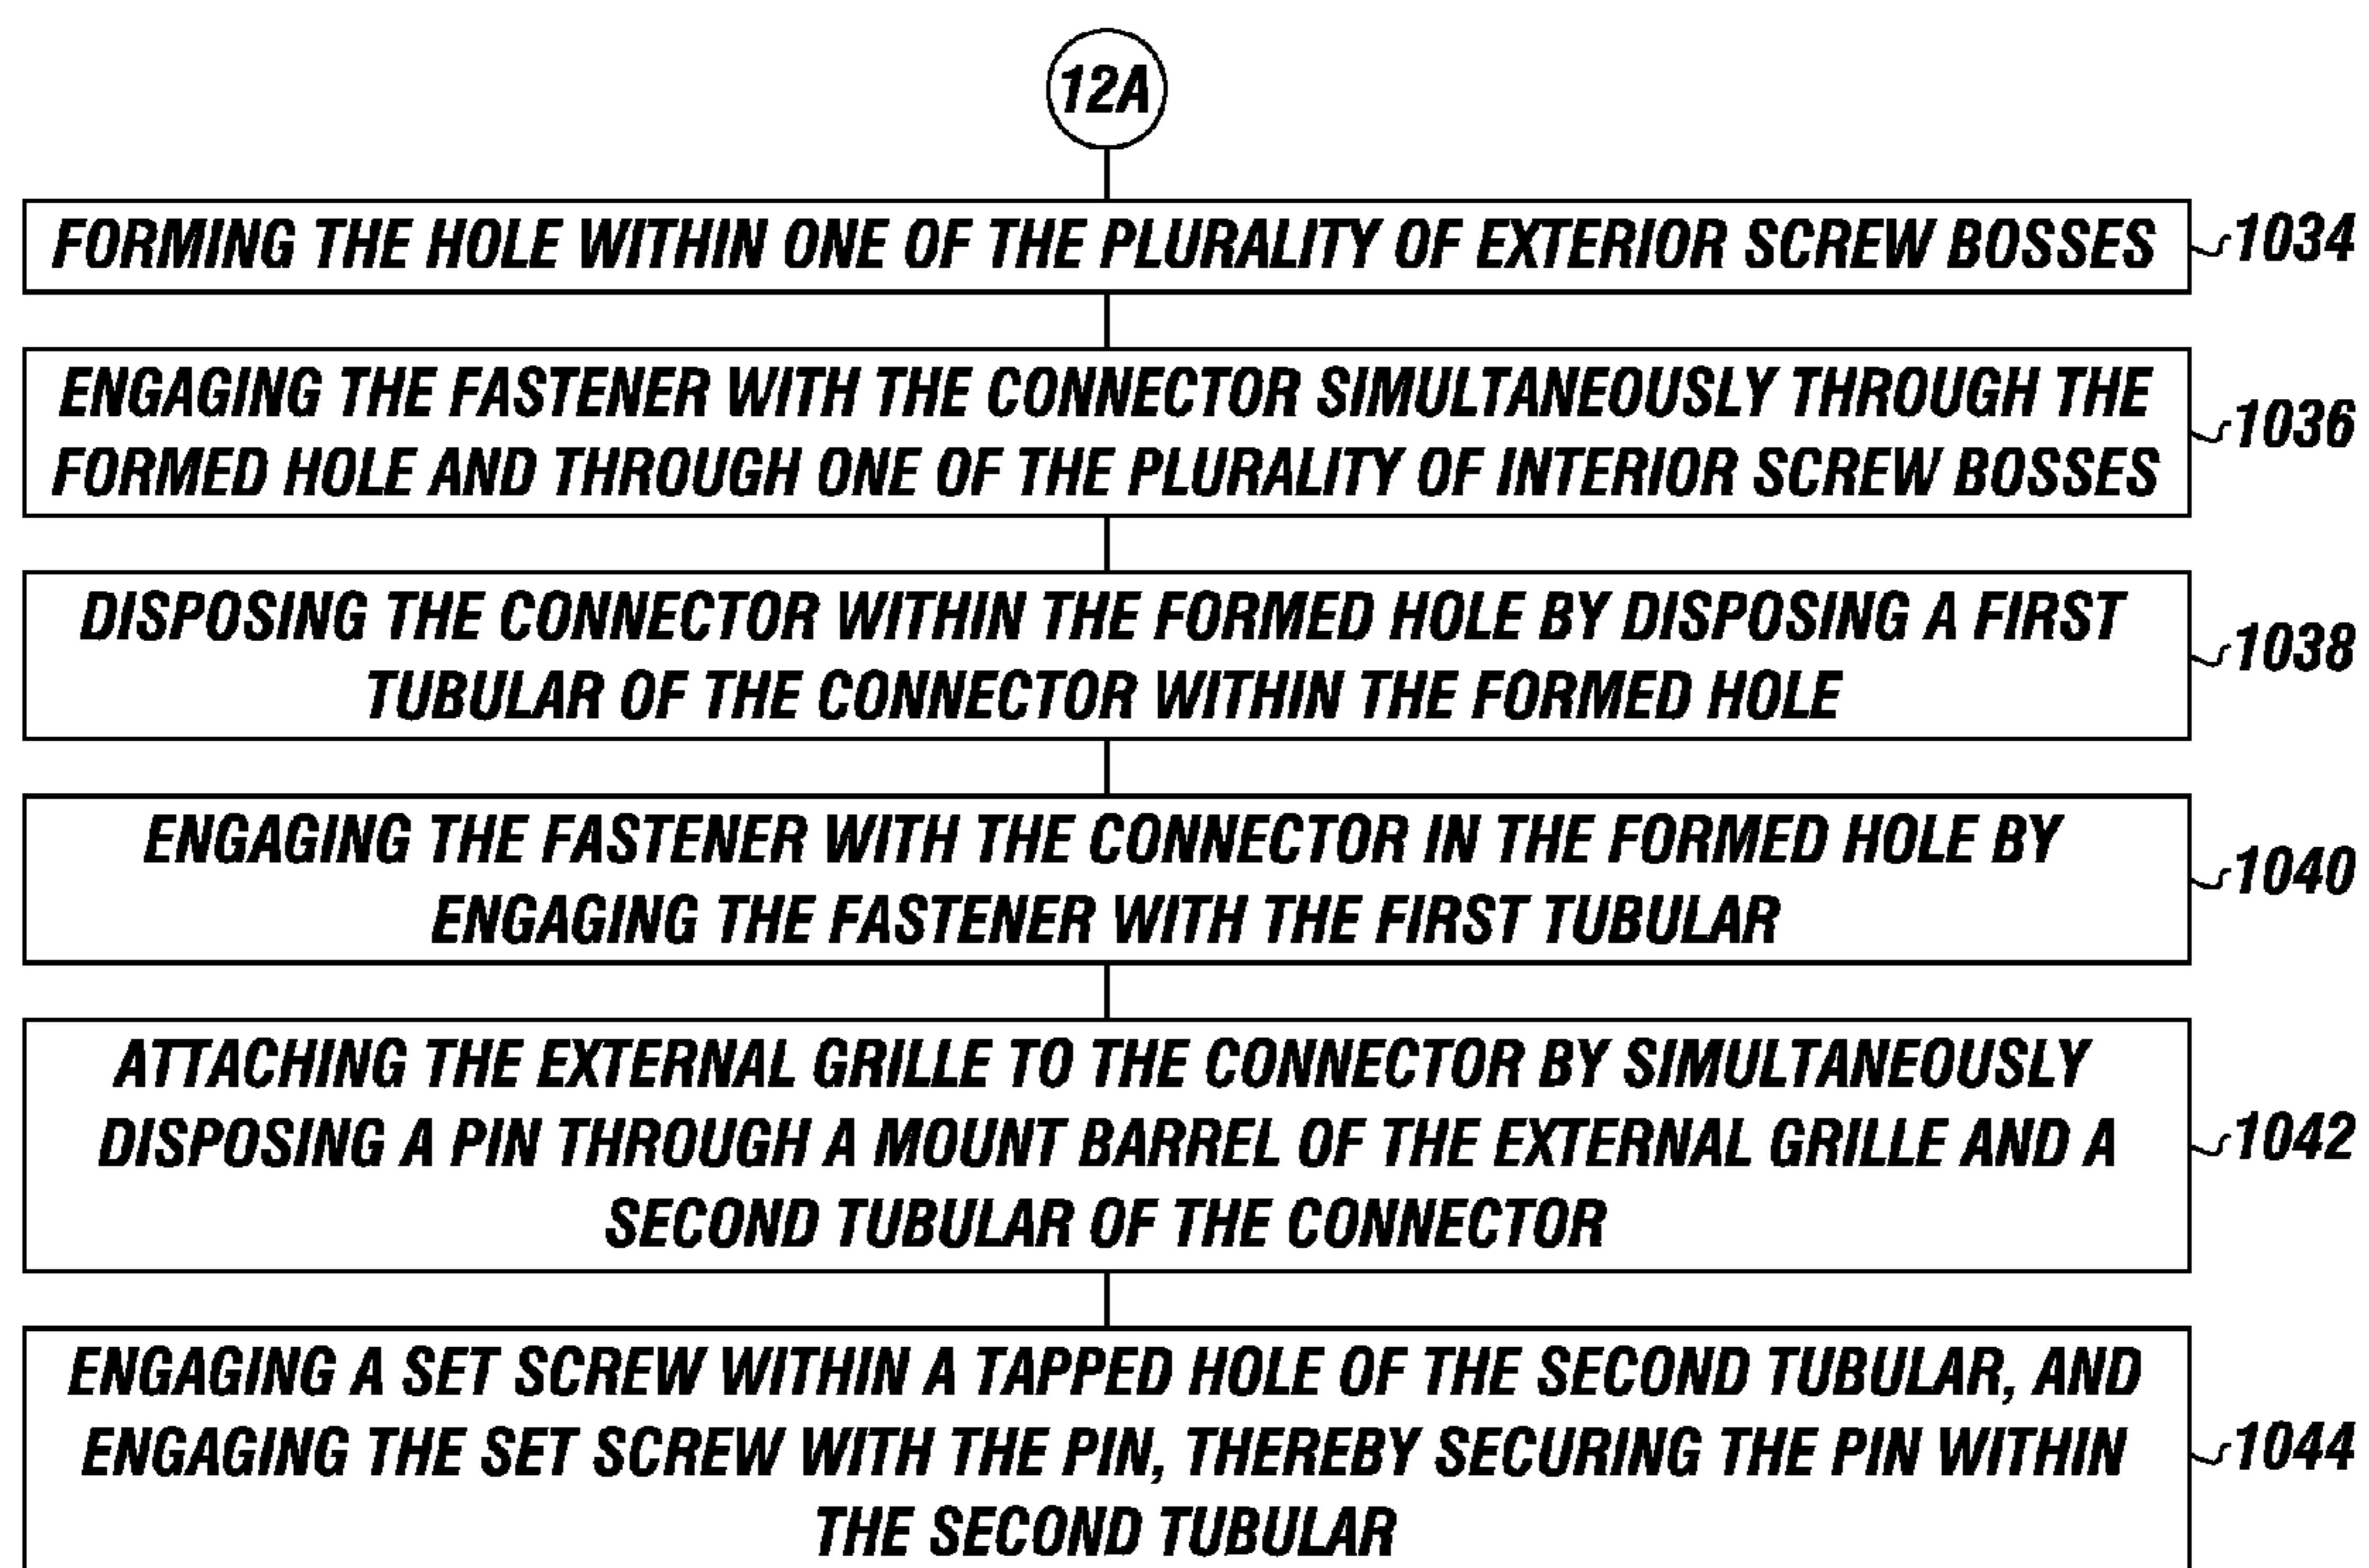 12A
FORMING THE HOLE WITHIN ONE OF THE PLURALITY OF EXTERIOR SCREW BOSSES
1034
ENGAGING THE FASTENER WITH THE CONNECTOR SIMULTANEOUSLY THROUGH THE
FORMED HOLE AND THROUGH ONE OF THE PLURALITY OF INTERIOR SCREW BOSSES
1036
DISPOSING THE CONNECTOR WITHIN THE FORMED HOLE BY DISPOSING A FIRST
TUBULAR OF THE CONNECTOR WITHIN THE FORMED HOLE
1038
ENGAGING THE FASTENER WITH THE CONNECTOR IN THE FORMED HOLE BY
ENGAGING THE FASTENER WITH THE FIRST TUBULAR
1040
ATTACHING THE EXTERNAL GRILLE TO THE CONNECTOR BY SIMULTANEOUSLY
DISPOSING A PIN THROUGH A MOUNT BARREL OF THE EXTERNAL GRILLE AND A
SECOND TUBULAR OF THE CONNECTOR
1042
ENGAGING A SET SCREW WITHIN A TAPPED HOLE OF THE SECOND TUBULAR, AND
ENGAGING THE SET SCREW WITH THE PIN, THEREBY SECURING THE PIN WITHIN
THE SECOND TUBULAR
1044